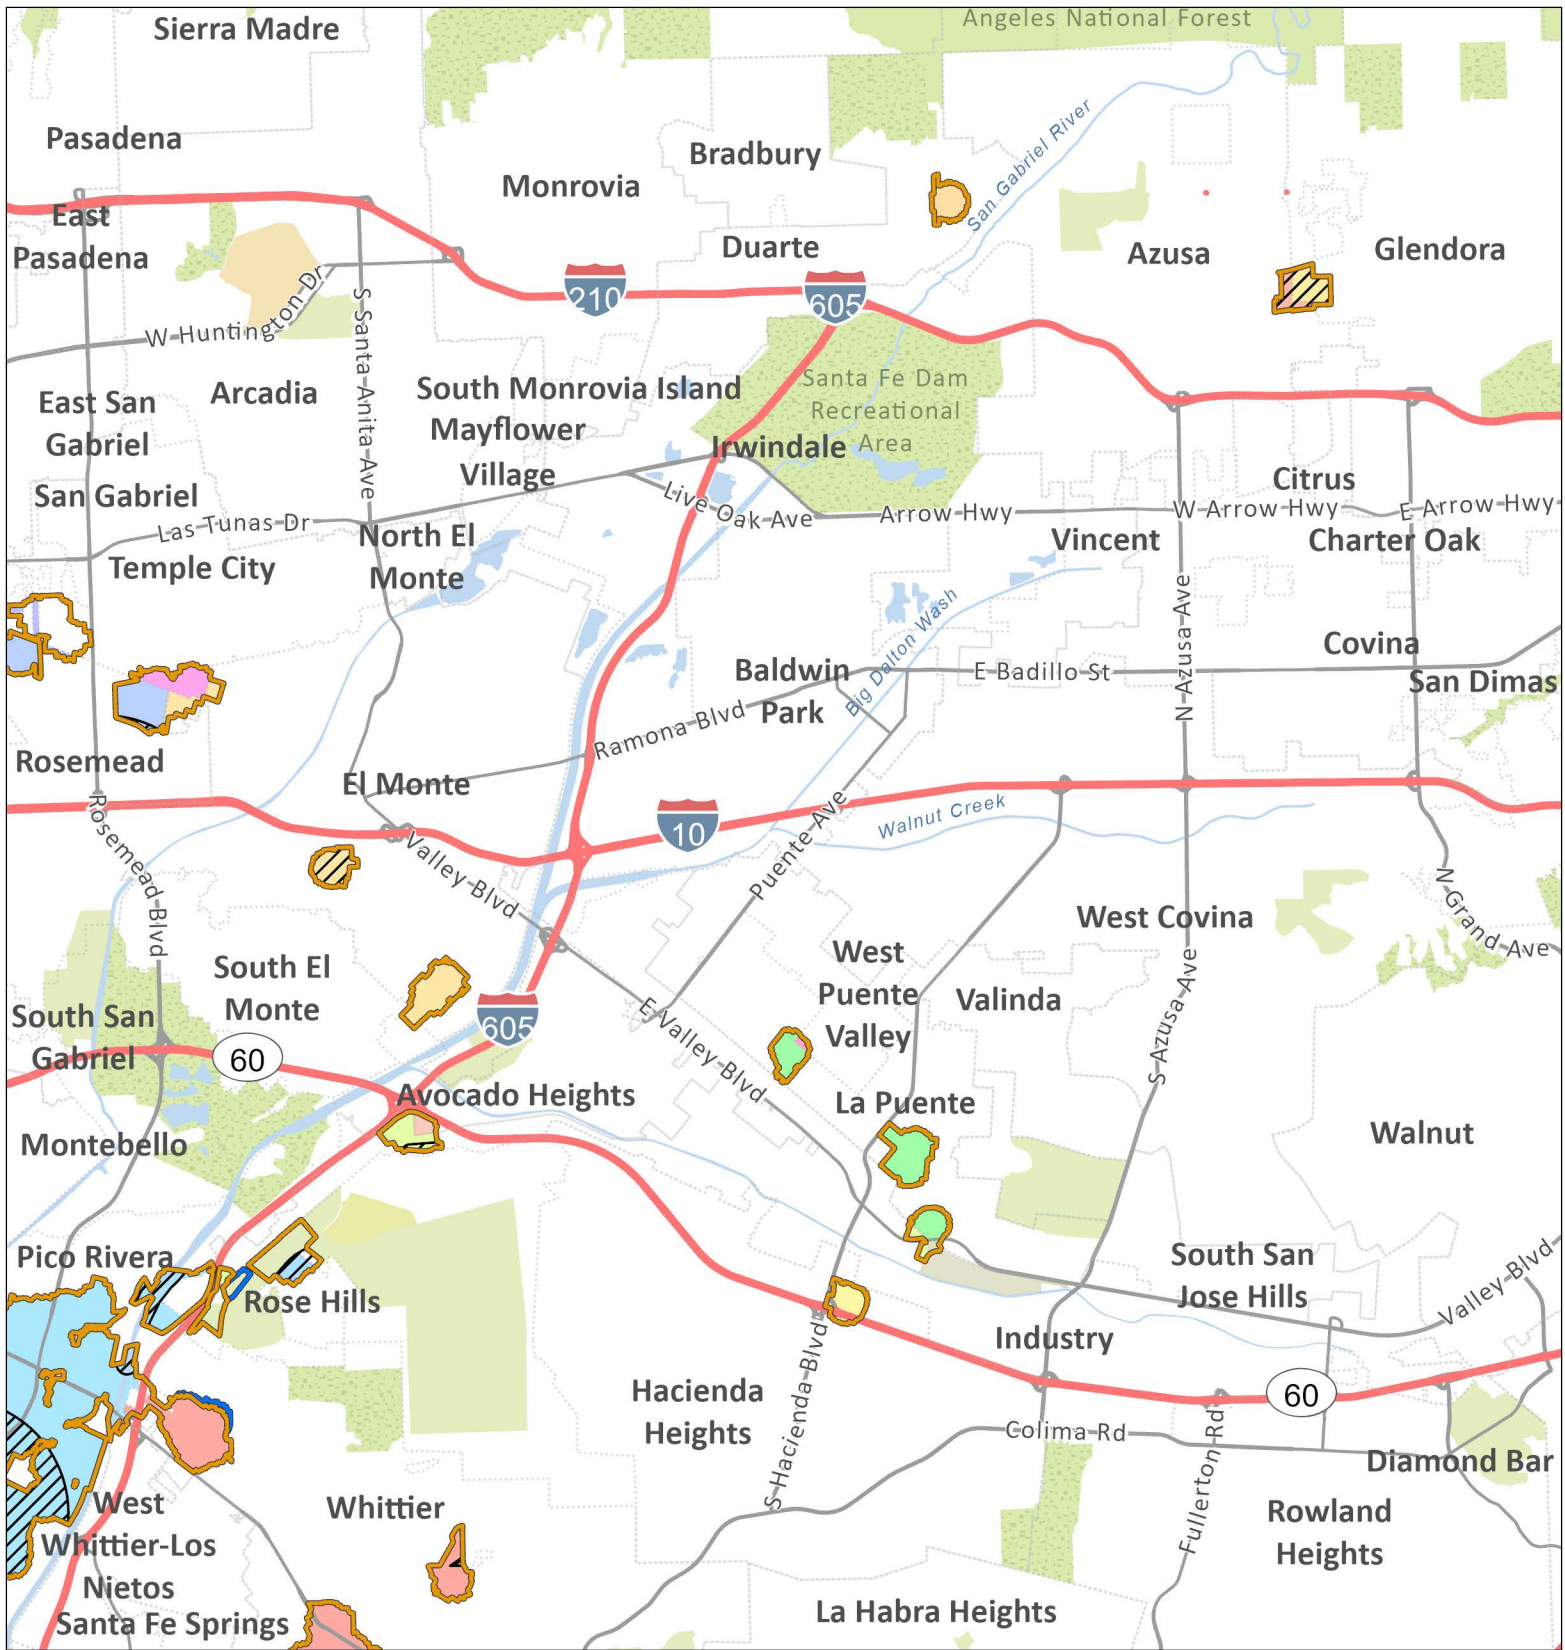 Sierra Madre
Angeles National Forest
Pasadena
Bradbury
San Gabriel River
Monrovia
East
Pasadena
Duarte
Azusa
Glendora
210
605
W Huntington Dr
S Santa Anita Ave
Arcadia
South Monrovia Island
Santa Fe Dam
Recreational
Area
East San
Gabriel
Mayflower
Village
Irwindale
San Gabriel
Las Tunas Dr
Live Oak Ave
Arrow Hwy
Citrus
W Arrow Hwy
E Arrow Hwy
North El
Monte
Vincent
Charter Oak
Temple City
Big Dalton Wash
N Azusa Ave
Covina
Baldwin
Park
E Badillo St
San Dimas
Ramona Blvd
Rosemead
El Monte
10
Walnut Creek
Rosemead Blvd
Valley Blvd
Puente Ave
N Grand Ave
West Covina
South El
Monte
West
Puente
Valley
Valinda
S Azusa Ave
South San
Gabriel
605
E Valley Blvd
60
Avocado Heights
La Puente
Montebello
Walnut
Pico Rivera
Rose Hills
South San
Jose Hills
Valley Blvd
Industry
Hacienda
Heights
S Hacienda Blvd
60
Colima Rd
Fullerton Rd
Diamond Bar
West
Whittier-Los
Nietos
Whittier
Rowland
Heights
Santa Fe Springs
La Habra Heights